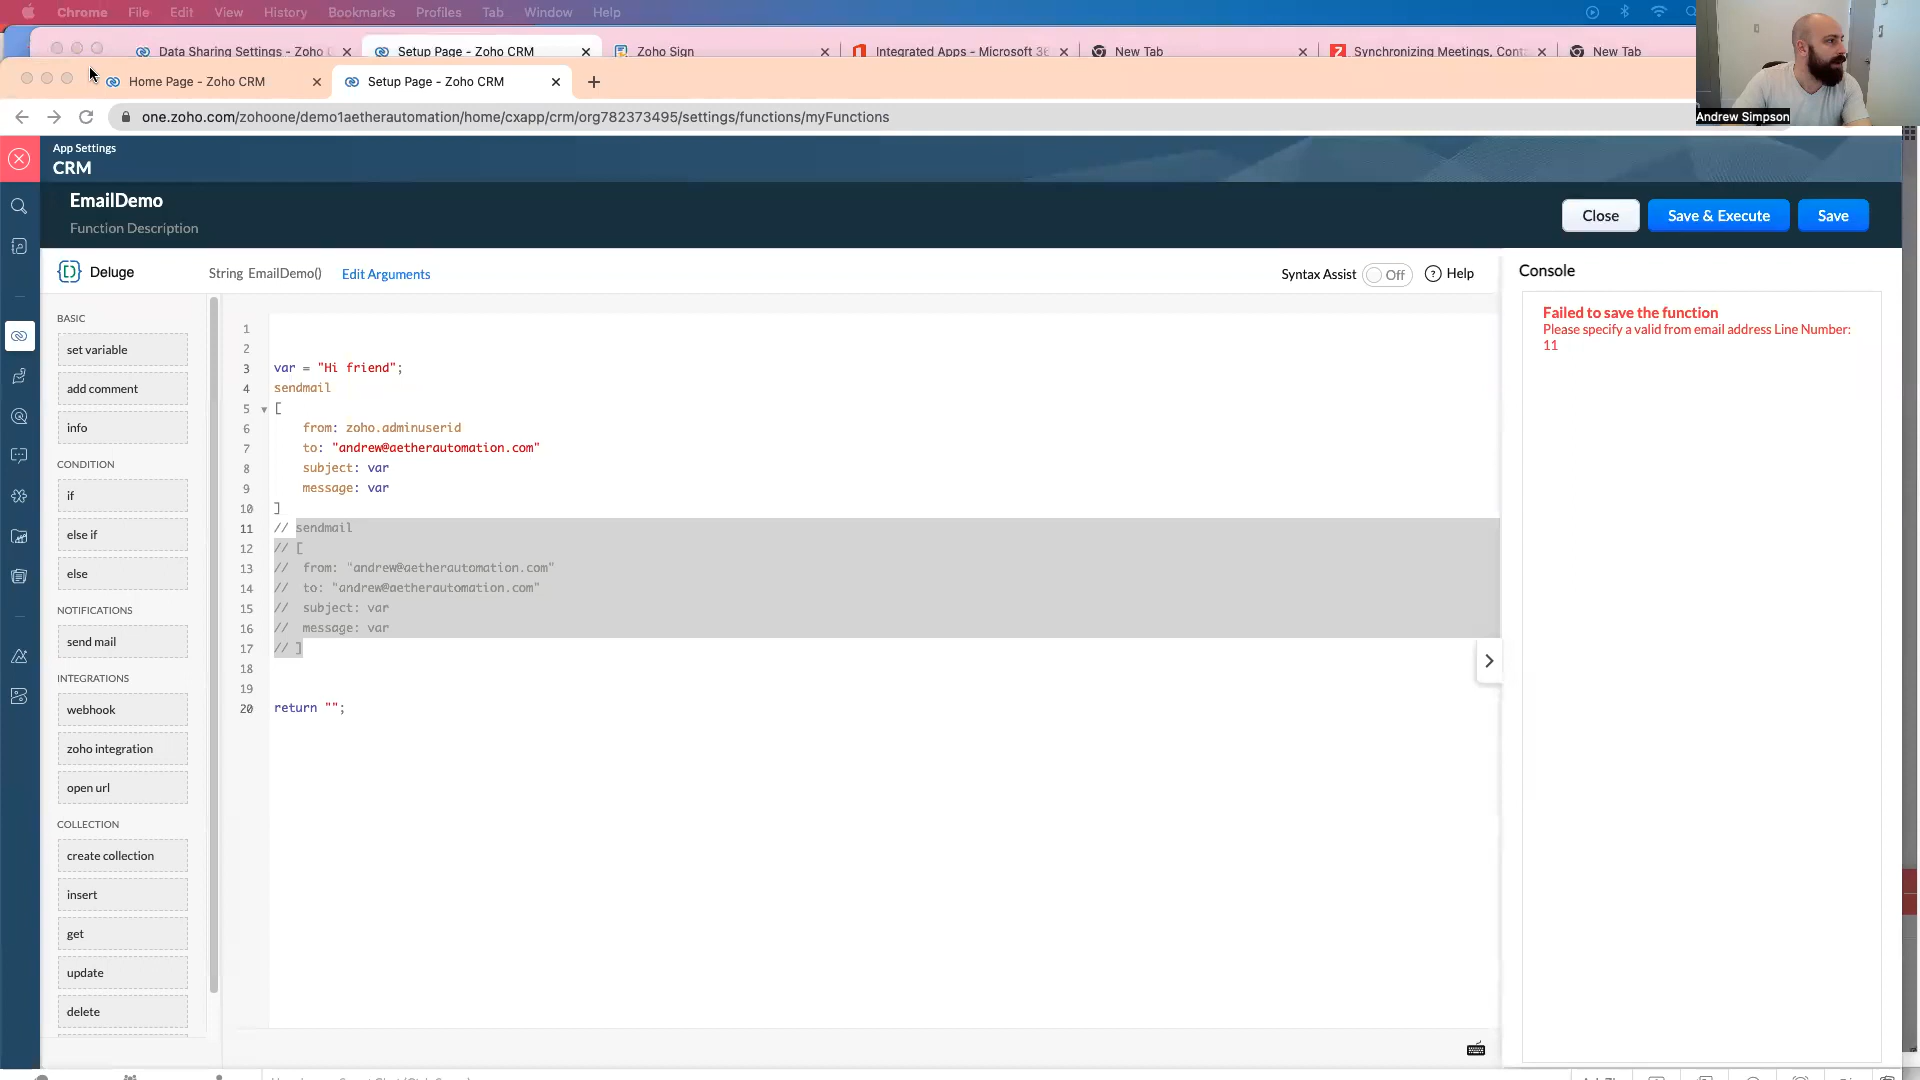 Chrome File Edit View History Bookmarks Profiles Tab Window Help
Data Sharing Settings - Zoho
Setup Page - Zoho CRM
Zoho Sign
Integrated Apps - Microsoft 36
New Tab
Synchronizing Meetings, Cont
New Tab
Home Page - Zoho CRM
Setup Page - Zoho CRM
one.zoho.com/zohoone/demo1aetherautomation/home/cxapp/crm/org782373495/settings/functions/myFunctions
Andrew Simpson
App Settings
CRM
EmailDemo
Function Description
Close
Save & Execute
Save
Deluge
String EmailDemo()
Edit Arguments
Syntax Assist
Off
Help
Console
BASIC
set variable
add comment
info
CONDITION
if
else if
else
NOTIFICATIONS
send mail
INTEGRATIONS
webhook
zoho integration
open url
COLLECTION
create collection
insert
get
update
delete
1
2
3 var = "Hi friend";
4 sendmail
5 [
6 from: zoho.adminuserid
7 to: "andrew@aetherautomation.com"
8 subject: var
9 message: var
10 ]
11 // sendmail
12 // [
13 // from: "andrew@aetherautomation.com"
14 // to: "andrew@aetherautomation.com"
15 // subject: var
16 // message: var
17 // ]
18
19
20 return "";
Failed to save the function
Please specify a valid from email address Line Number:
11